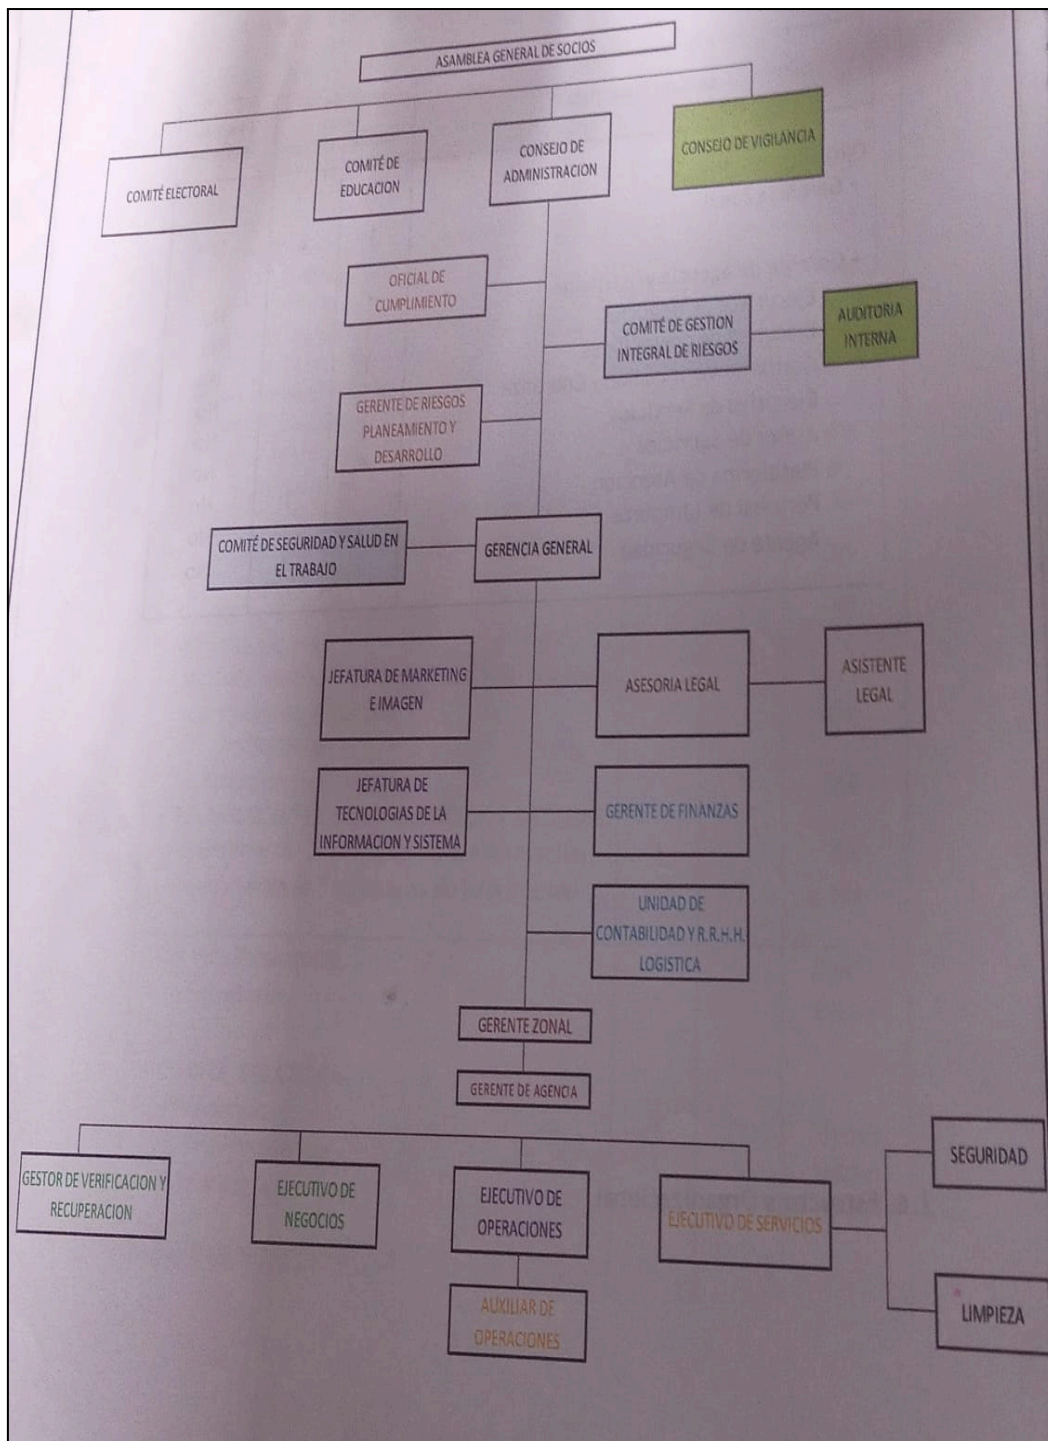 ASAMBLEA GENERAL DE SOCIOS
COMITÉ ELECTORAL
COMITÉ DE
EDUCACION
CONSEJO DE
ADMINISTRACION
CONSEJO DE VIGILANCIA
OFICIAL DE
CUMPLIMIENTO
COMITÉ DE GESTION
INTEGRAL DE RIESGOS
AUDITORIA
INTERNA
GERENTE DE RIESGOS
PLANEAMIENTO Y
DESARROLLO
COMITÉ DE SEGURIDAD Y SALUD EN
EL TRABAJO
GERENCIA GENERAL
JEFATURA DE MARKETING
E IMAGEN
ASESORIA LEGAL
ASISTENTE
LEGAL
JEFATURA DE
TECNOLOGIAS DE LA
INFORMACION Y SISTEMA
GERENTE DE FINANZAS
UNIDAD DE
CONTABILIDAD Y R.R.H.H.
LOGISTICA
GERENTE ZONAL
GERENTE DE AGENCIA
GESTOR DE VERIFICACION Y
RECUPERACION
EJECUTIVO DE
NEGOCIOS
EJECUTIVO DE
OPERACIONES
EJECUTIVO DE SERVICIOS
SEGURIDAD
LIMPIEZA
AUXILIAR DE
OPERACIONES